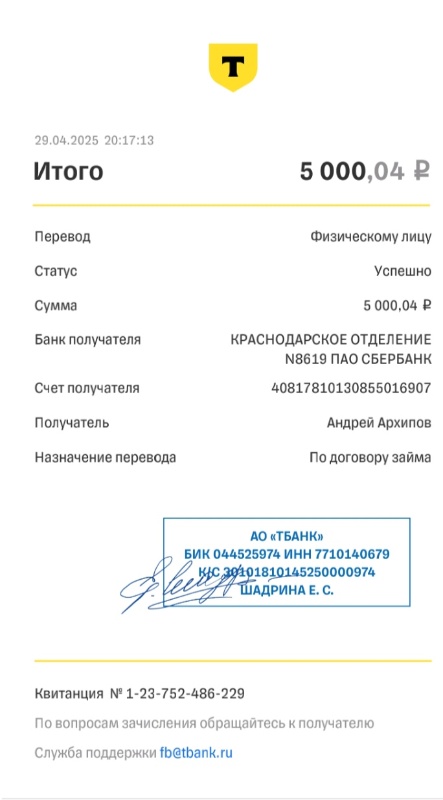 T
29.04.2025 20:17:13
Итого 5 000,04 ₽
Перевод Физическому лицу
Статус Успешно
Сумма 5 000,04 ₽
Банк получателя КРАСНОДАРСКОЕ ОТДЕЛЕНИЕ
N8619 ПАО СБЕРБАНК
Счет получателя 40817810130855016907
Получатель Андрей Архипов
Назначение перевода По договору займа
АО «ТБАНК»
БИК 044525974 ИНН 7710140679
К/С 30101810145250000974
ШАДРИНА Е. С.
Квитанция № 1-23-752-486-229
По вопросам зачисления обращайтесь к получателю
Служба поддержки fb@tbank.ru